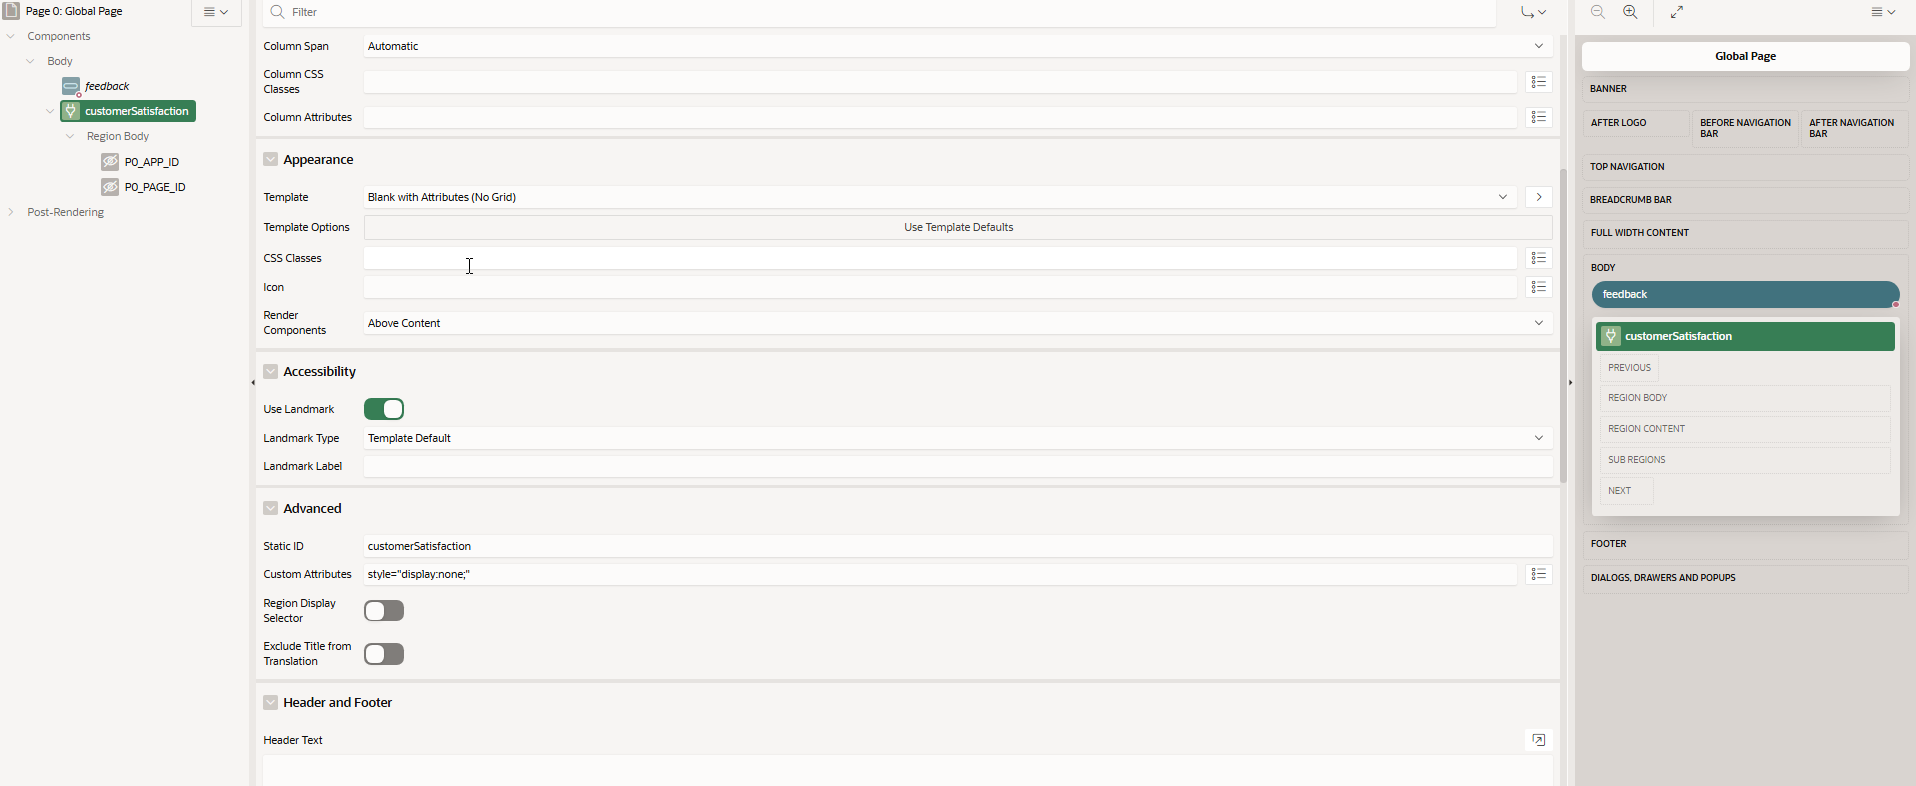 Page 0: Global Page
Components
Body
feedback
customerSatisfaction
Region Body
P0_APP_ID
P0_PAGE_ID
Post-Rendering
Filter
Column Span
Automatic
Column CSS
Classes
Column Attributes
Appearance
Template
Blank with Attributes (No Grid)
Template Options
Use Template Defaults
CSS Classes
Icon
Render
Components
Above Content
Accessibility
Use Landmark
Landmark Type
Template Default
Landmark Label
Advanced
Static ID
customerSatisfaction
Custom Attributes
style="display:none;"
Region Display
Selector
Exclude Title from
Translation
Header and Footer
Header Text
Global Page
BANNER
AFTER LOGO
BEFORE NAVIGATION
BAR
AFTER NAVIGATION
BAR
TOP NAVIGATION
BREADCRUMB BAR
FULL WIDTH CONTENT
BODY
feedback
customerSatisfaction
PREVIOUS
REGION BODY
REGION CONTENT
SUB REGIONS
NEXT
FOOTER
DIALOGS, DRAWERS AND POPUPS